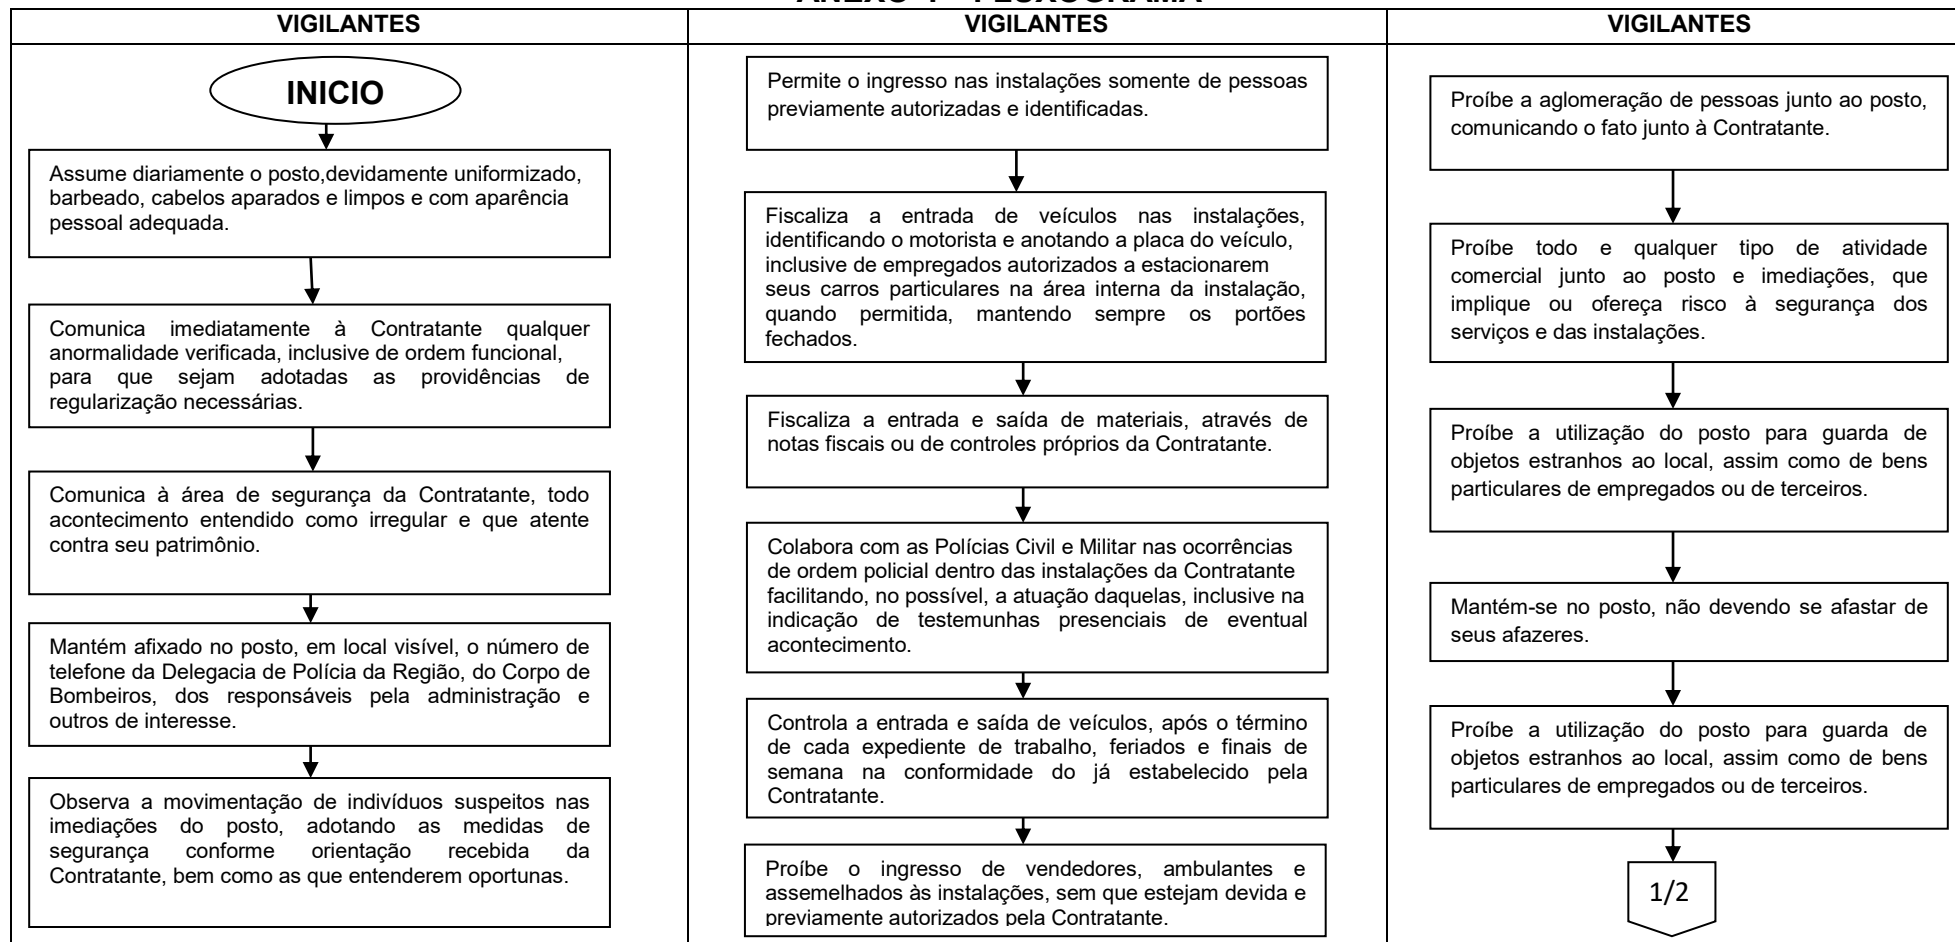 VIGILANTES
INICIO
Assume diariamente o posto,devidamente uniformizado,
barbeado, cabelos aparados e limpos e com aparência
pessoal adequada.
Comunica imediatamente à Contratante qualquer
anormalidade verificada, inclusive de ordem funcional,
para que sejam adotadas as providências de
regularização necessárias.
Comunica à área de segurança da Contratante, todo
acontecimento entendido como irregular e que atente
contra seu patrimônio.
Mantém afixado no posto, em local visível, o número de
telefone da Delegacia de Polícia da Região, do Corpo de
Bombeiros, dos responsáveis pela administração e
outros de interesse.
Observa a movimentação de indivíduos suspeitos nas
imediações do posto, adotando as medidas de
segurança conforme orientação recebida da
Contratante, bem como as que entenderem oportunas.
VIGILANTES
Permite o ingresso nas instalações somente de pessoas
previamente autorizadas e identificadas.
Fiscaliza a entrada de veículos nas instalações,
identificando o motorista e anotando a placa do veículo,
inclusive de empregados autorizados a estacionarem
seus carros particulares na área interna da instalação,
quando permitida, mantendo sempre os portões
fechados.
Fiscaliza a entrada e saída de materiais, através de
notas fiscais ou de controles próprios da Contratante.
Colabora com as Polícias Civil e Militar nas ocorrências
de ordem policial dentro das instalações da Contratante
facilitando, no possível, a atuação daquelas, inclusive na
indicação de testemunhas presenciais de eventual
acontecimento.
Controla a entrada e saída de veículos, após o término
de cada expediente de trabalho, feriados e finais de
semana na conformidade do já estabelecido pela
Contratante.
Proíbe o ingresso de vendedores, ambulantes e
assemelhados às instalações, sem que estejam devida e
previamente autorizados pela Contratante.
VIGILANTES
Proíbe a aglomeração de pessoas junto ao posto,
comunicando o fato junto à Contratante.
Proíbe todo e qualquer tipo de atividade
comercial junto ao posto e imediações, que
implique ou ofereça risco à segurança dos
serviços e das instalações.
Proíbe a utilização do posto para guarda de
objetos estranhos ao local, assim como de bens
particulares de empregados ou de terceiros.
Mantém-se no posto, não devendo se afastar de
seus afazeres.
Proíbe a utilização do posto para guarda de
objetos estranhos ao local, assim como de bens
particulares de empregados ou de terceiros.
1/2